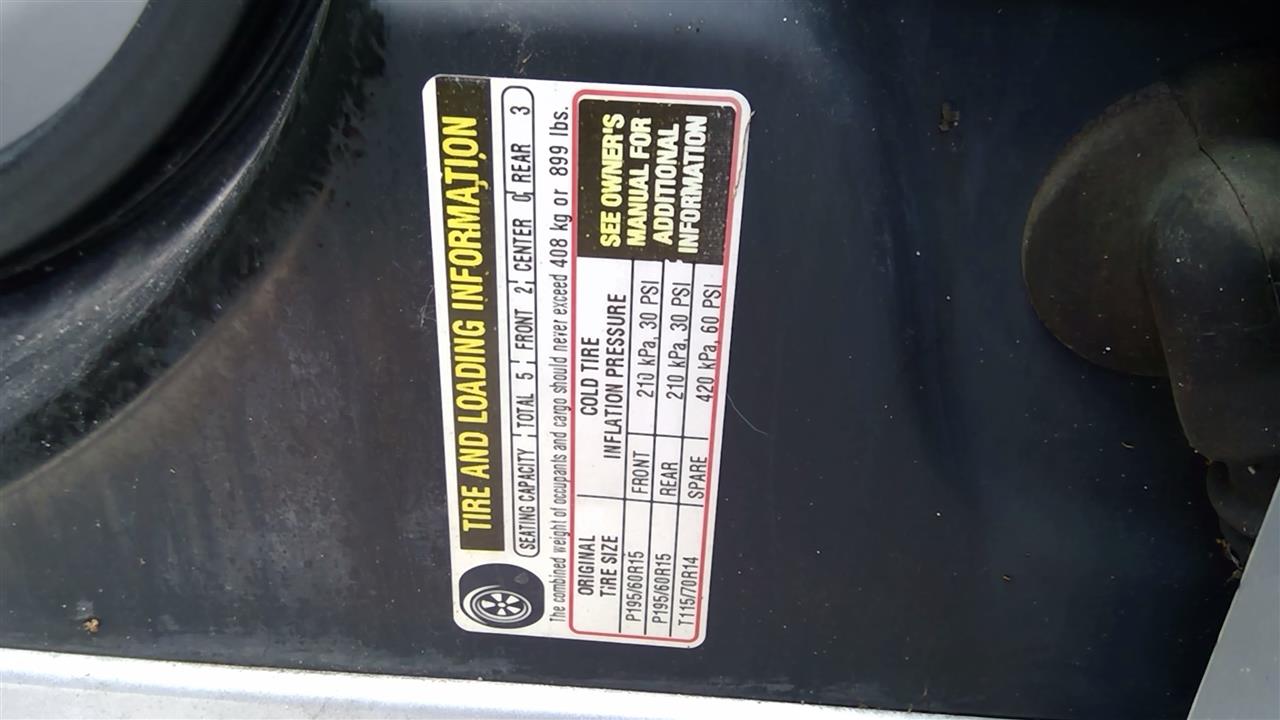 TIRE AND LOADING INFORMATION
SEATING CAPACITY TOTAL 5 FRONT 2 CENTER 0 REAR 3
The combined weight of occupants and cargo should never exceed 408 kg or 899 lbs.
ORIGINAL TIRE SIZE COLD TIRE INFLATION PRESSURE
P195/60R15 FRONT 210 kPa, 30 PSI
P195/60R15 REAR 210 kPa, 30 PSI
T115/70R14 SPARE 420 kPa, 60 PSI
SEE OWNER'S
MANUAL FOR
ADDITIONAL
INFORMATION